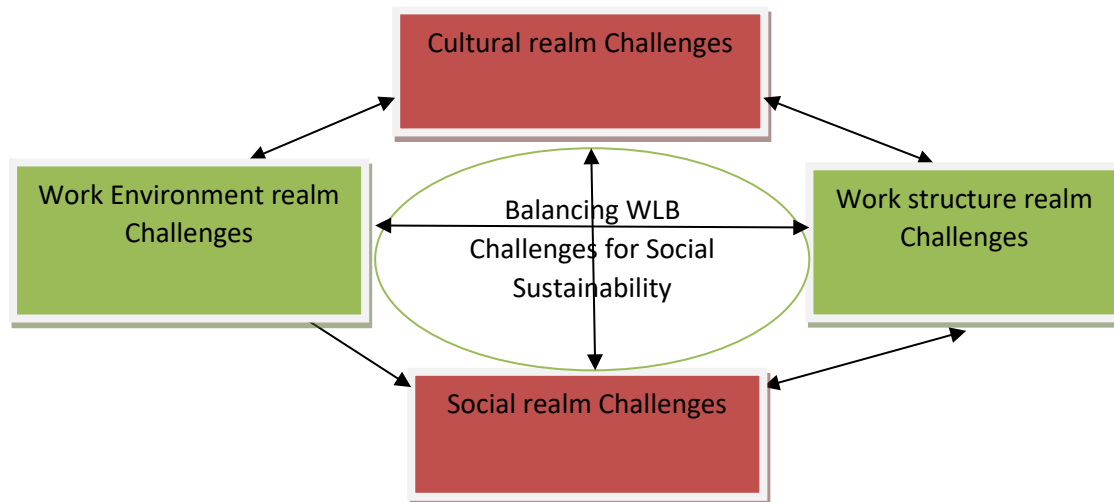 Cultural realm Challenges
Work Environment realm
Challenges
Balancing WLB
Challenges for Social
Sustainability
Work structure realm
Challenges
Social realm Challenges